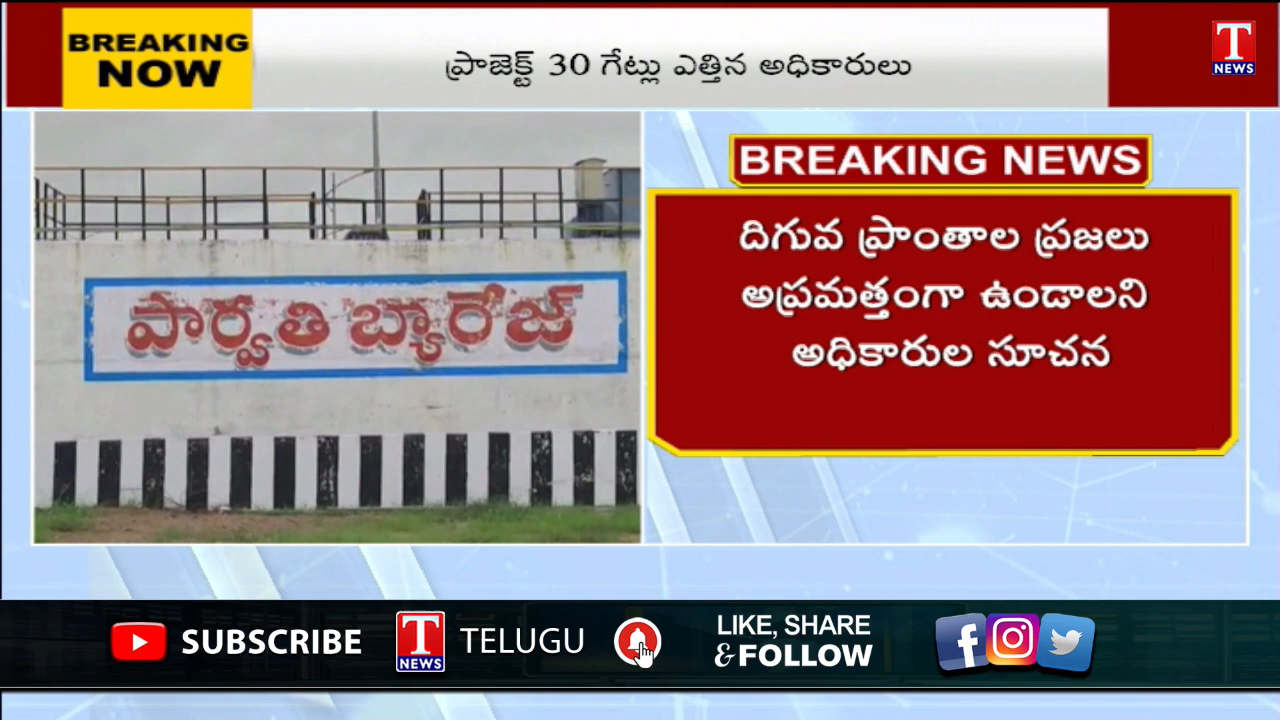 BREAKING
NOW
ప్రాజెక్ట్ 30 గేట్లు ఎత్తిన అధికారులు
T
NEWS
BREAKING NEWS
దిగువ ప్రాంతాల ప్రజలు
అప్రమత్తంగా ఉండాలని
అధికారుల సూచన
పార్వతి బ్యారేజ్
SUBSCRIBE
T
NEWS
TELUGU
LIKE, SHARE
& FOLLOW